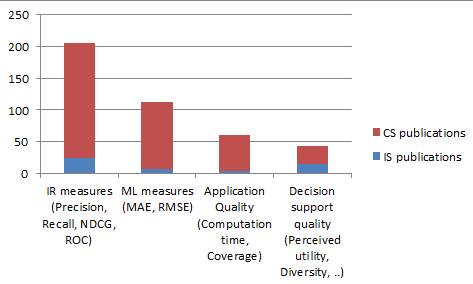 250
200
150
100
50
0
CS publications
IS publications
IR measures
(Precision,
Recall, NDCG,
ROC)
ML measures
(MAE, RMSE)
Application
Quality
(Computation
time,
Coverage)
Decision
support
quality
(Perceived
utility,
Diversity, ..)